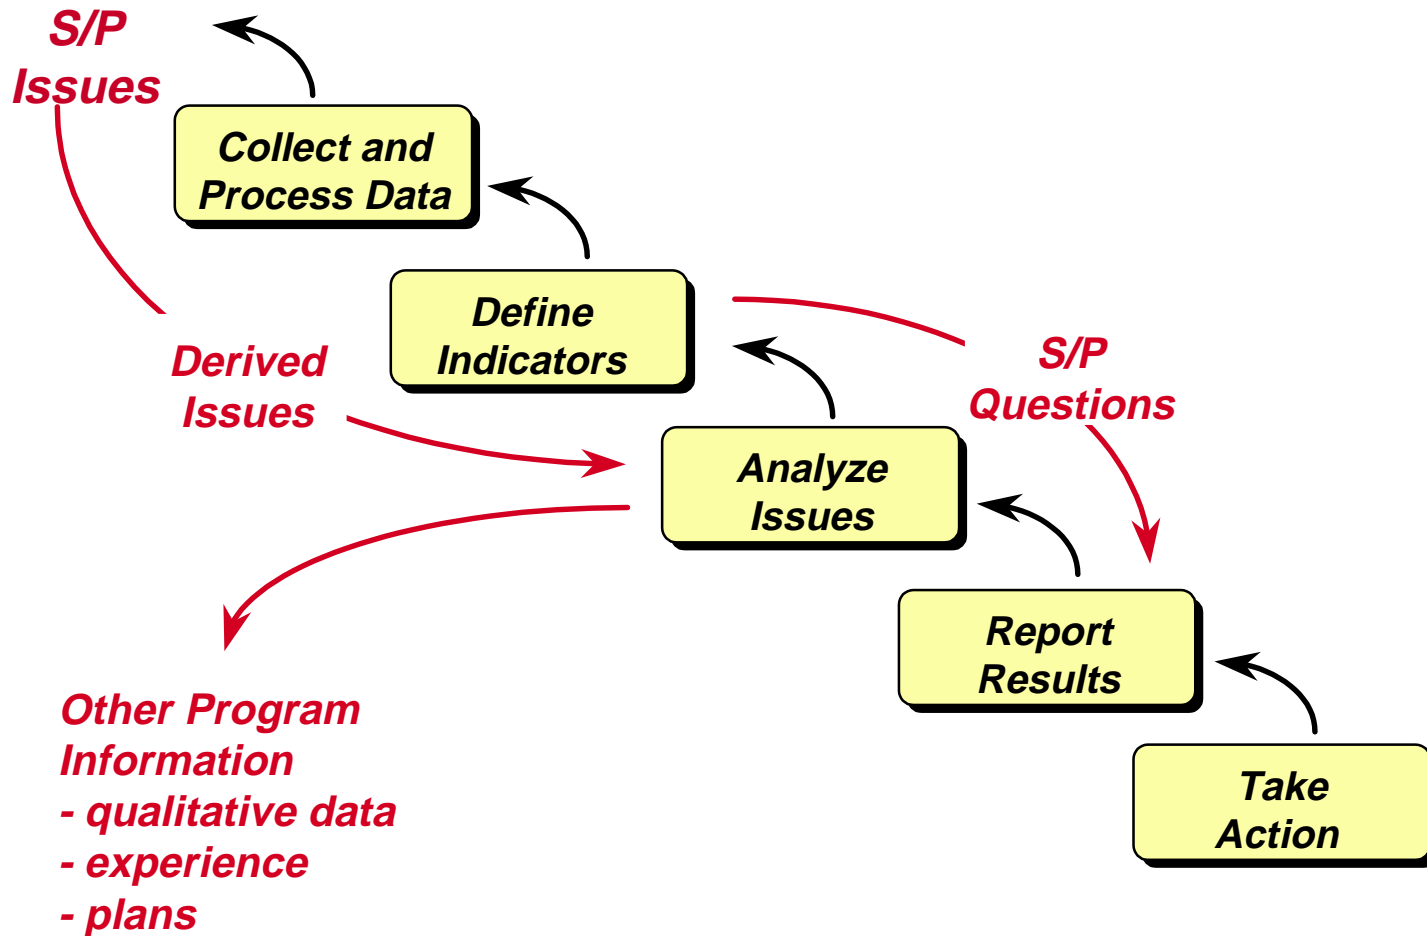 S/P
Issues
Collect and
Process Data
Define
Indicators
Derived
Issues
S/P
Questions
Analyze
Issues
Report
Results
Other Program
Information
- qualitative data
- experience
- plans
Take
Action